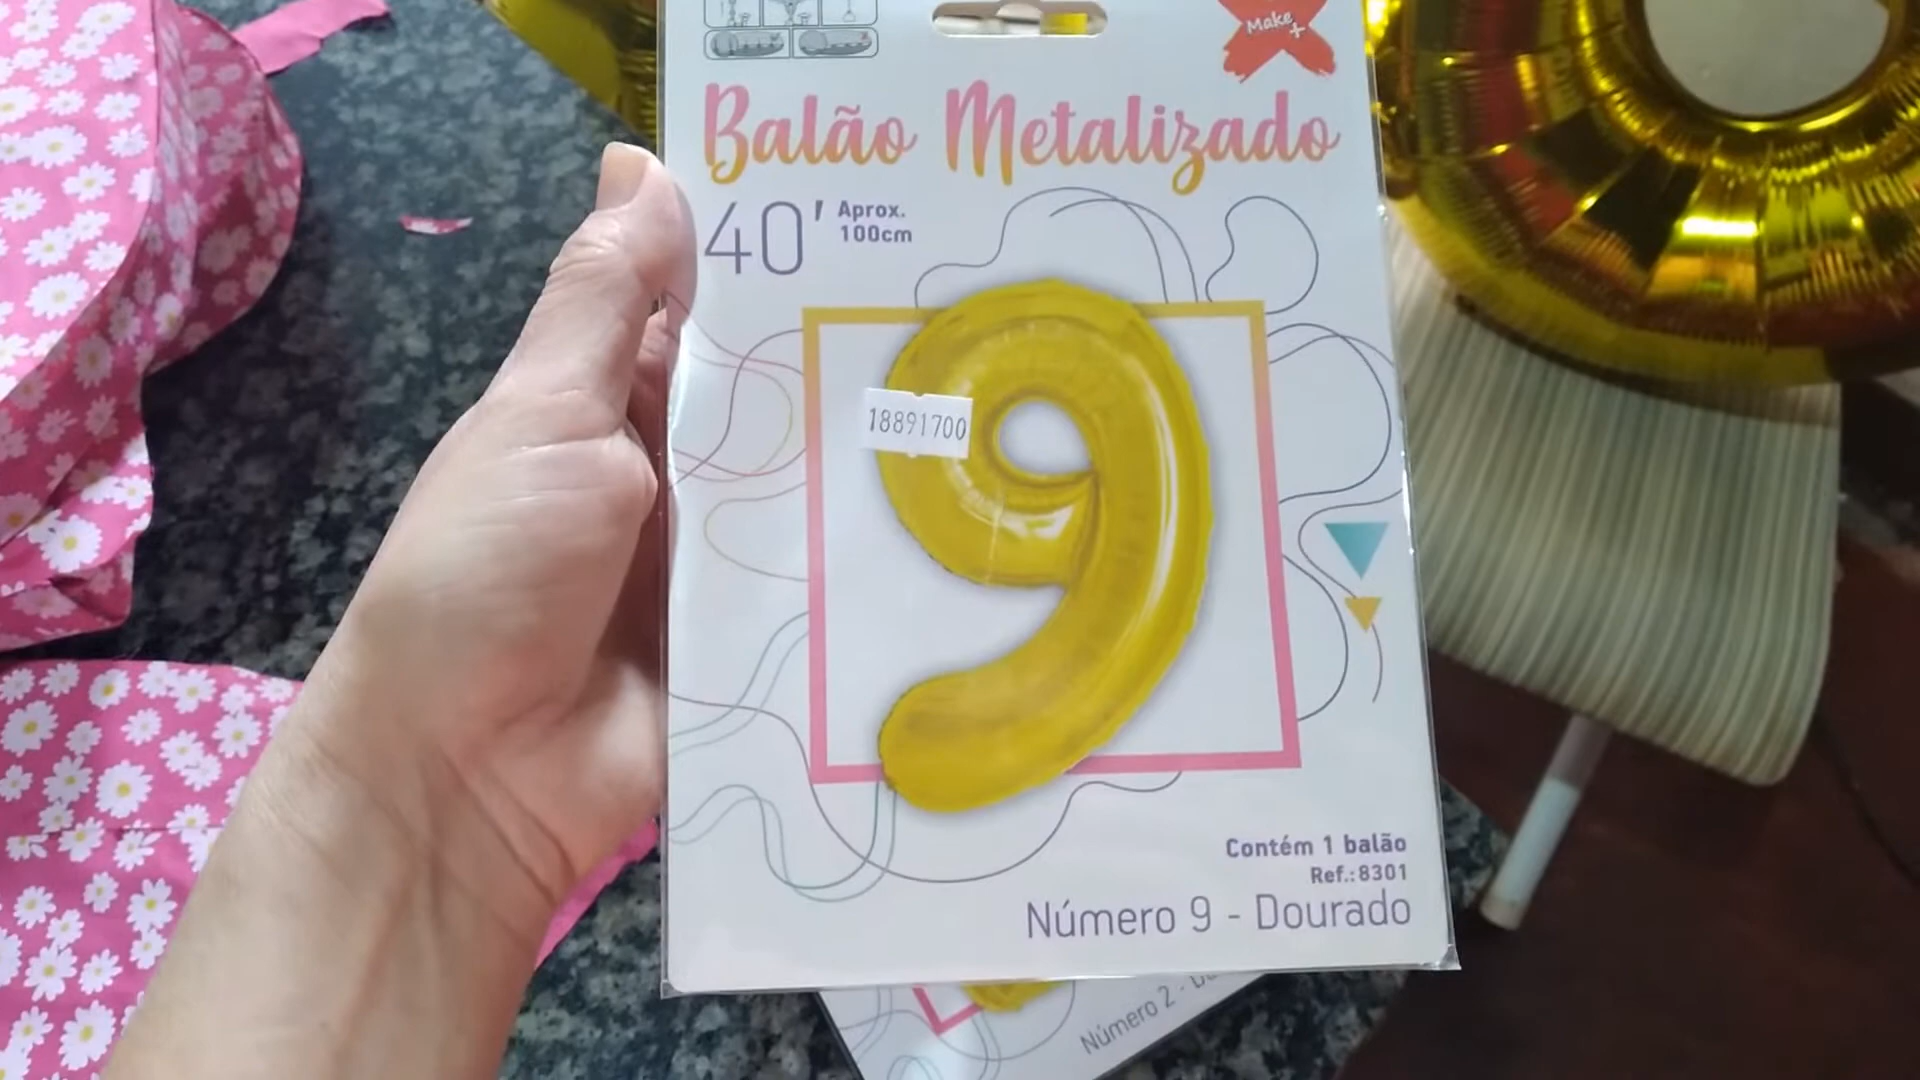 Make+
Balão Metalizado
40' Aprox.
100cm
18891700
Contém 1 balão
Ref.:8301
Número 9 - Dourado
Número 2 -